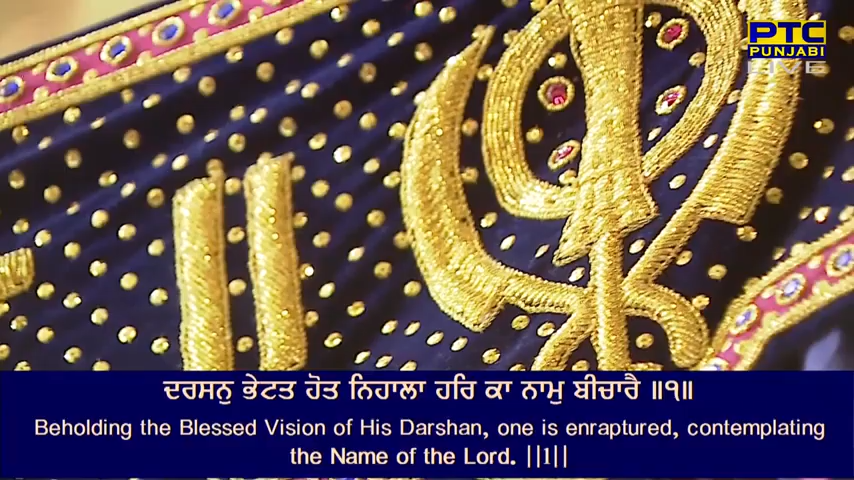 PTC
PUNJABI
LIVE
ਦਰਸਨੁ ਭੇਟਤ ਹੋਤ ਨਿਹਾਲਾ ਹਰਿ ਕਾ ਨਾਮੁ ਬੀਚਾਰੈ ॥੧॥
Beholding the Blessed Vision of His Darshan, one is enraptured, contemplating
the Name of the Lord. ||1||